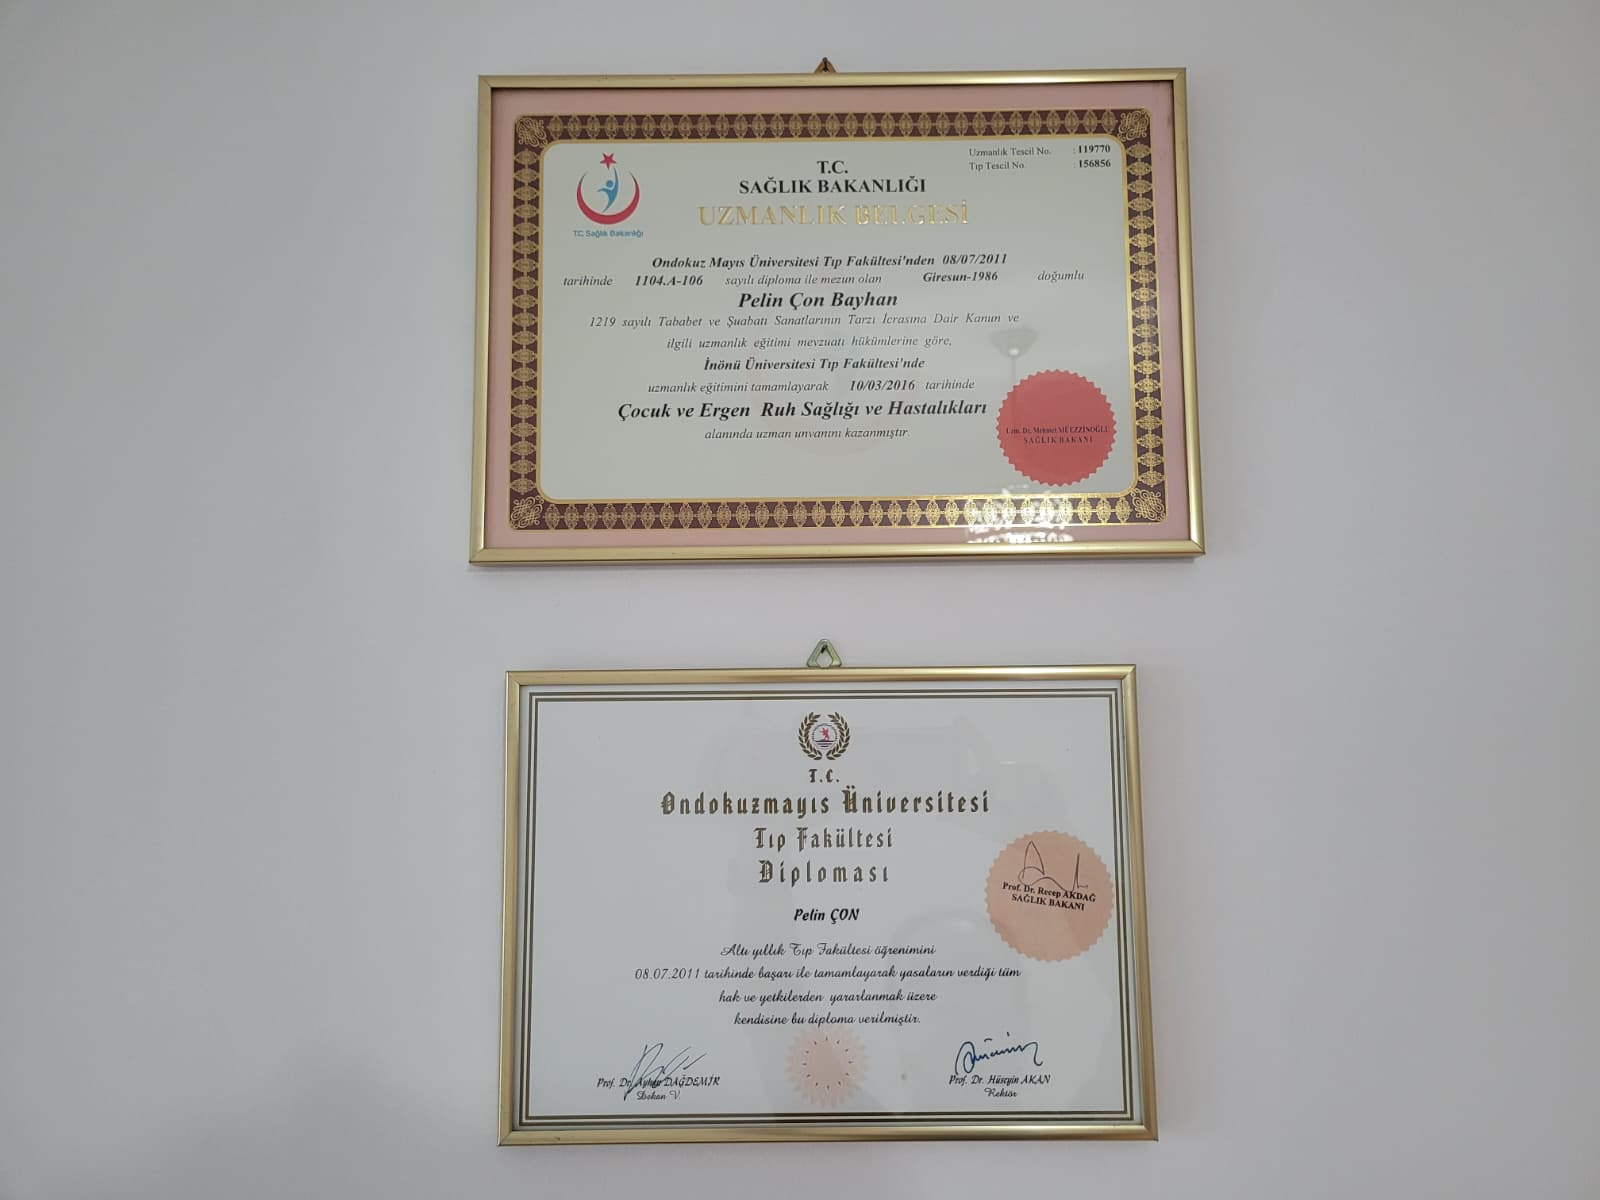 Uzmanlık Tescil No. : 119770
Tıp Tescil No. : 156856
T.C.
SAĞLIK BAKANLIĞI
UZMANLIK BELGESİ
T.C. Sağlık Bakanlığı
Ondokuz Mayıs Üniversitesi Tıp Fakültesi'nden 08/07/2011
tarihinde 1104.A-106 sayılı diploma ile mezun olan Giresun-1986 doğumlu
Pelin Çon Bayhan
1219 sayılı Tababet ve Şuabatı Sanatlarının Tarzı İcrasına Dair Kanun ve
ilgili uzmanlık eğitimi mevzuatı hükümlerine göre,
İnönü Üniversitesi Tıp Fakültesi'nde
uzmanlık eğitimini tamamlayarak 10/03/2016 tarihinde
Çocuk ve Ergen Ruh Sağlığı ve Hastalıkları
alanında uzman unvanını kazanmıştır.
Uzm. Dr. Mehmet MÜEZZİNOĞLU
SAĞLIK BAKANI
T.C.
Ondokuzmayıs Üniversitesi
Tıp Fakültesi
Diploması
Pelin ÇON
Prof. Dr. Recep AKDAĞ
SAĞLIK BAKANI
Altı yıllık Tıp Fakültesi öğrenimini
08.07.2011 tarihinde başarı ile tamamlayarak yasaların verdiği tüm
hak ve yetkilerden yararlanmak üzere
kendisine bu diploma verilmiştir.
Prof. Dr. Ayhan DAĞDEMİR
Dekan V.
Prof. Dr. Hüseyin AKAN
Rektör